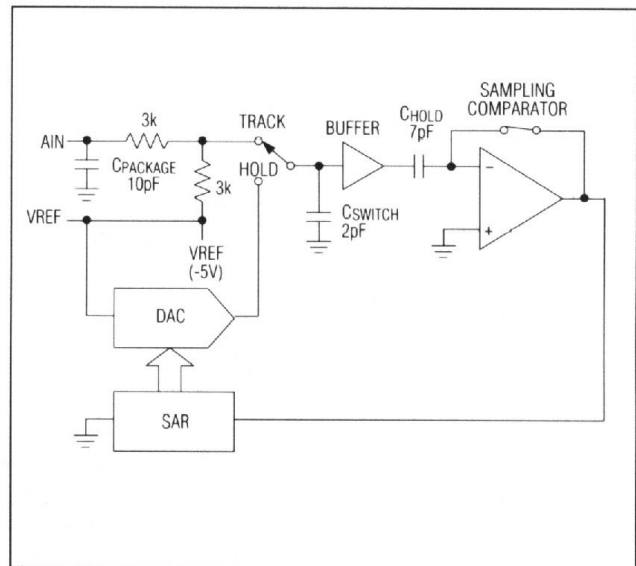 SAMPLING
COMPARATOR
3k
TRACK
BUFFER
CHOLD
7pF
AIN
CPACKAGE
10pF
HOLD
3k
CSWITCH
2pF
VREF
VREF
(-5V)
DAC
SAR
−
+